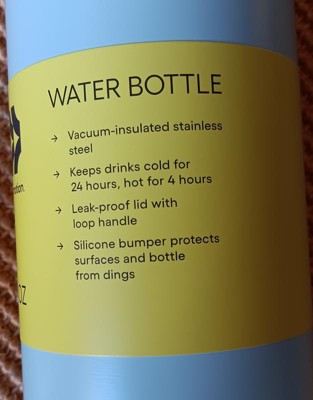 WATER BOTTLE
→ Vacuum-insulated stainless
steel
→ Keeps drinks cold for
24 hours, hot for 4 hours
→ Leak-proof lid with
loop handle
→ Silicone bumper protects
surfaces and bottle
from dings
OZ